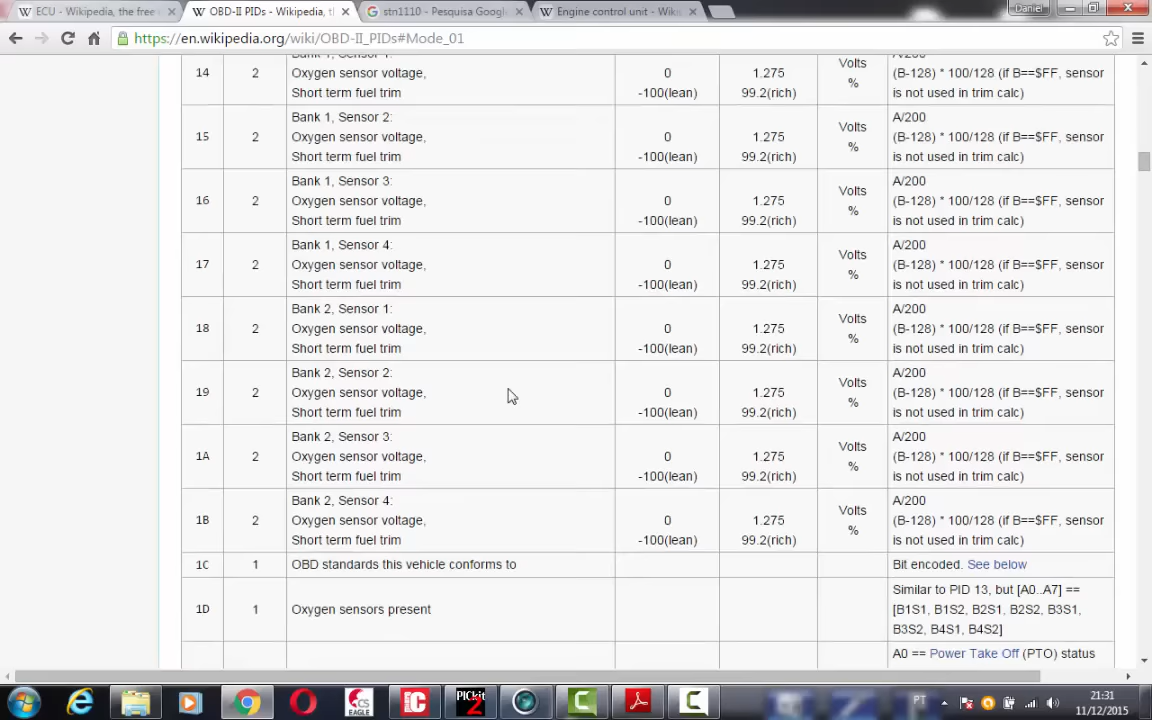 ECU - Wikipedia, the free
OBD-II PIDs - Wikipedia, t
stn1110 - Pesquisa Googl
Engine control unit - Wiki
Daniel
https://en.wikipedia.org/wiki/OBD-II_PIDs#Mode_01
14 2 Bank 1, Sensor 1: Volts A/200
Oxygen sensor voltage, 0 1.275 % (B-128) * 100/128 (if B==$FF, sensor
Short term fuel trim -100(lean) 99.2(rich) is not used in trim calc)
Bank 1, Sensor 2: A/200
15 2 Oxygen sensor voltage, 0 1.275 Volts % (B-128) * 100/128 (if B==$FF, sensor
Short term fuel trim -100(lean) 99.2(rich) is not used in trim calc)
Bank 1, Sensor 3: A/200
16 2 Oxygen sensor voltage, 0 1.275 Volts % (B-128) * 100/128 (if B==$FF, sensor
Short term fuel trim -100(lean) 99.2(rich) is not used in trim calc)
Bank 1, Sensor 4: A/200
17 2 Oxygen sensor voltage, 0 1.275 Volts % (B-128) * 100/128 (if B==$FF, sensor
Short term fuel trim -100(lean) 99.2(rich) is not used in trim calc)
Bank 2, Sensor 1: A/200
18 2 Oxygen sensor voltage, 0 1.275 Volts % (B-128) * 100/128 (if B==$FF, sensor
Short term fuel trim -100(lean) 99.2(rich) is not used in trim calc)
Bank 2, Sensor 2: A/200
19 2 Oxygen sensor voltage, 0 1.275 Volts % (B-128) * 100/128 (if B==$FF, sensor
Short term fuel trim -100(lean) 99.2(rich) is not used in trim calc)
Bank 2, Sensor 3: A/200
1A 2 Oxygen sensor voltage, 0 1.275 Volts % (B-128) * 100/128 (if B==$FF, sensor
Short term fuel trim -100(lean) 99.2(rich) is not used in trim calc)
Bank 2, Sensor 4: A/200
1B 2 Oxygen sensor voltage, 0 1.275 Volts % (B-128) * 100/128 (if B==$FF, sensor
Short term fuel trim -100(lean) 99.2(rich) is not used in trim calc)
1C 1 OBD standards this vehicle conforms to Bit encoded. See below
Similar to PID 13, but [A0..A7] ==
1D 1 Oxygen sensors present [B1S1, B1S2, B2S1, B2S2, B3S1,
B3S2, B4S1, B4S2]
A0 == Power Take Off (PTO) status
CS
EAGLE
PICkit
2
PT
21:31
11/12/2015